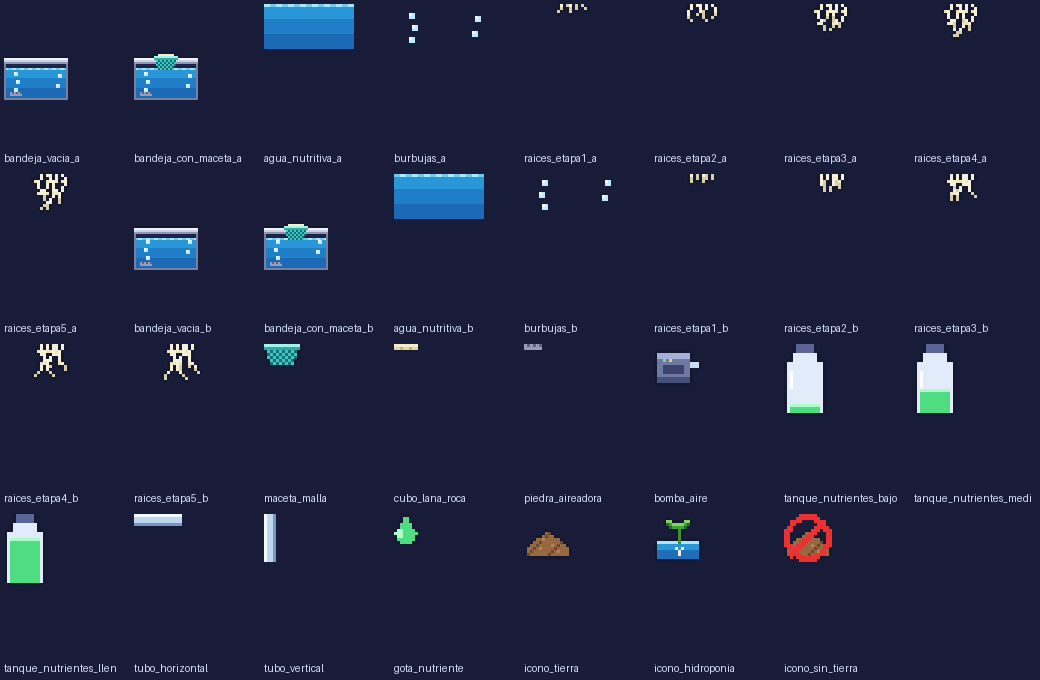 bandeja_vacia_a bandeja_con_maceta_a agua_nutritiva_a burbujas_a raices_etapa1_a raices_etapa2_a raices_etapa3_a raices_etapa4_a
raices_etapa5_a bandeja_vacia_b bandeja_con_maceta_b agua_nutritiva_b burbujas_b raices_etapa1_b raices_etapa2_b raices_etapa3_b
raices_etapa4_b raices_etapa5_b maceta_malla cubo_lana_roca piedra_aireadora bomba_aire tanque_nutrientes_bajo tanque_nutrientes_medi
tanque_nutrientes_llen tubo_horizontal tubo_vertical gota_nutriente icono_tierra icono_hidroponia icono_sin_tierra